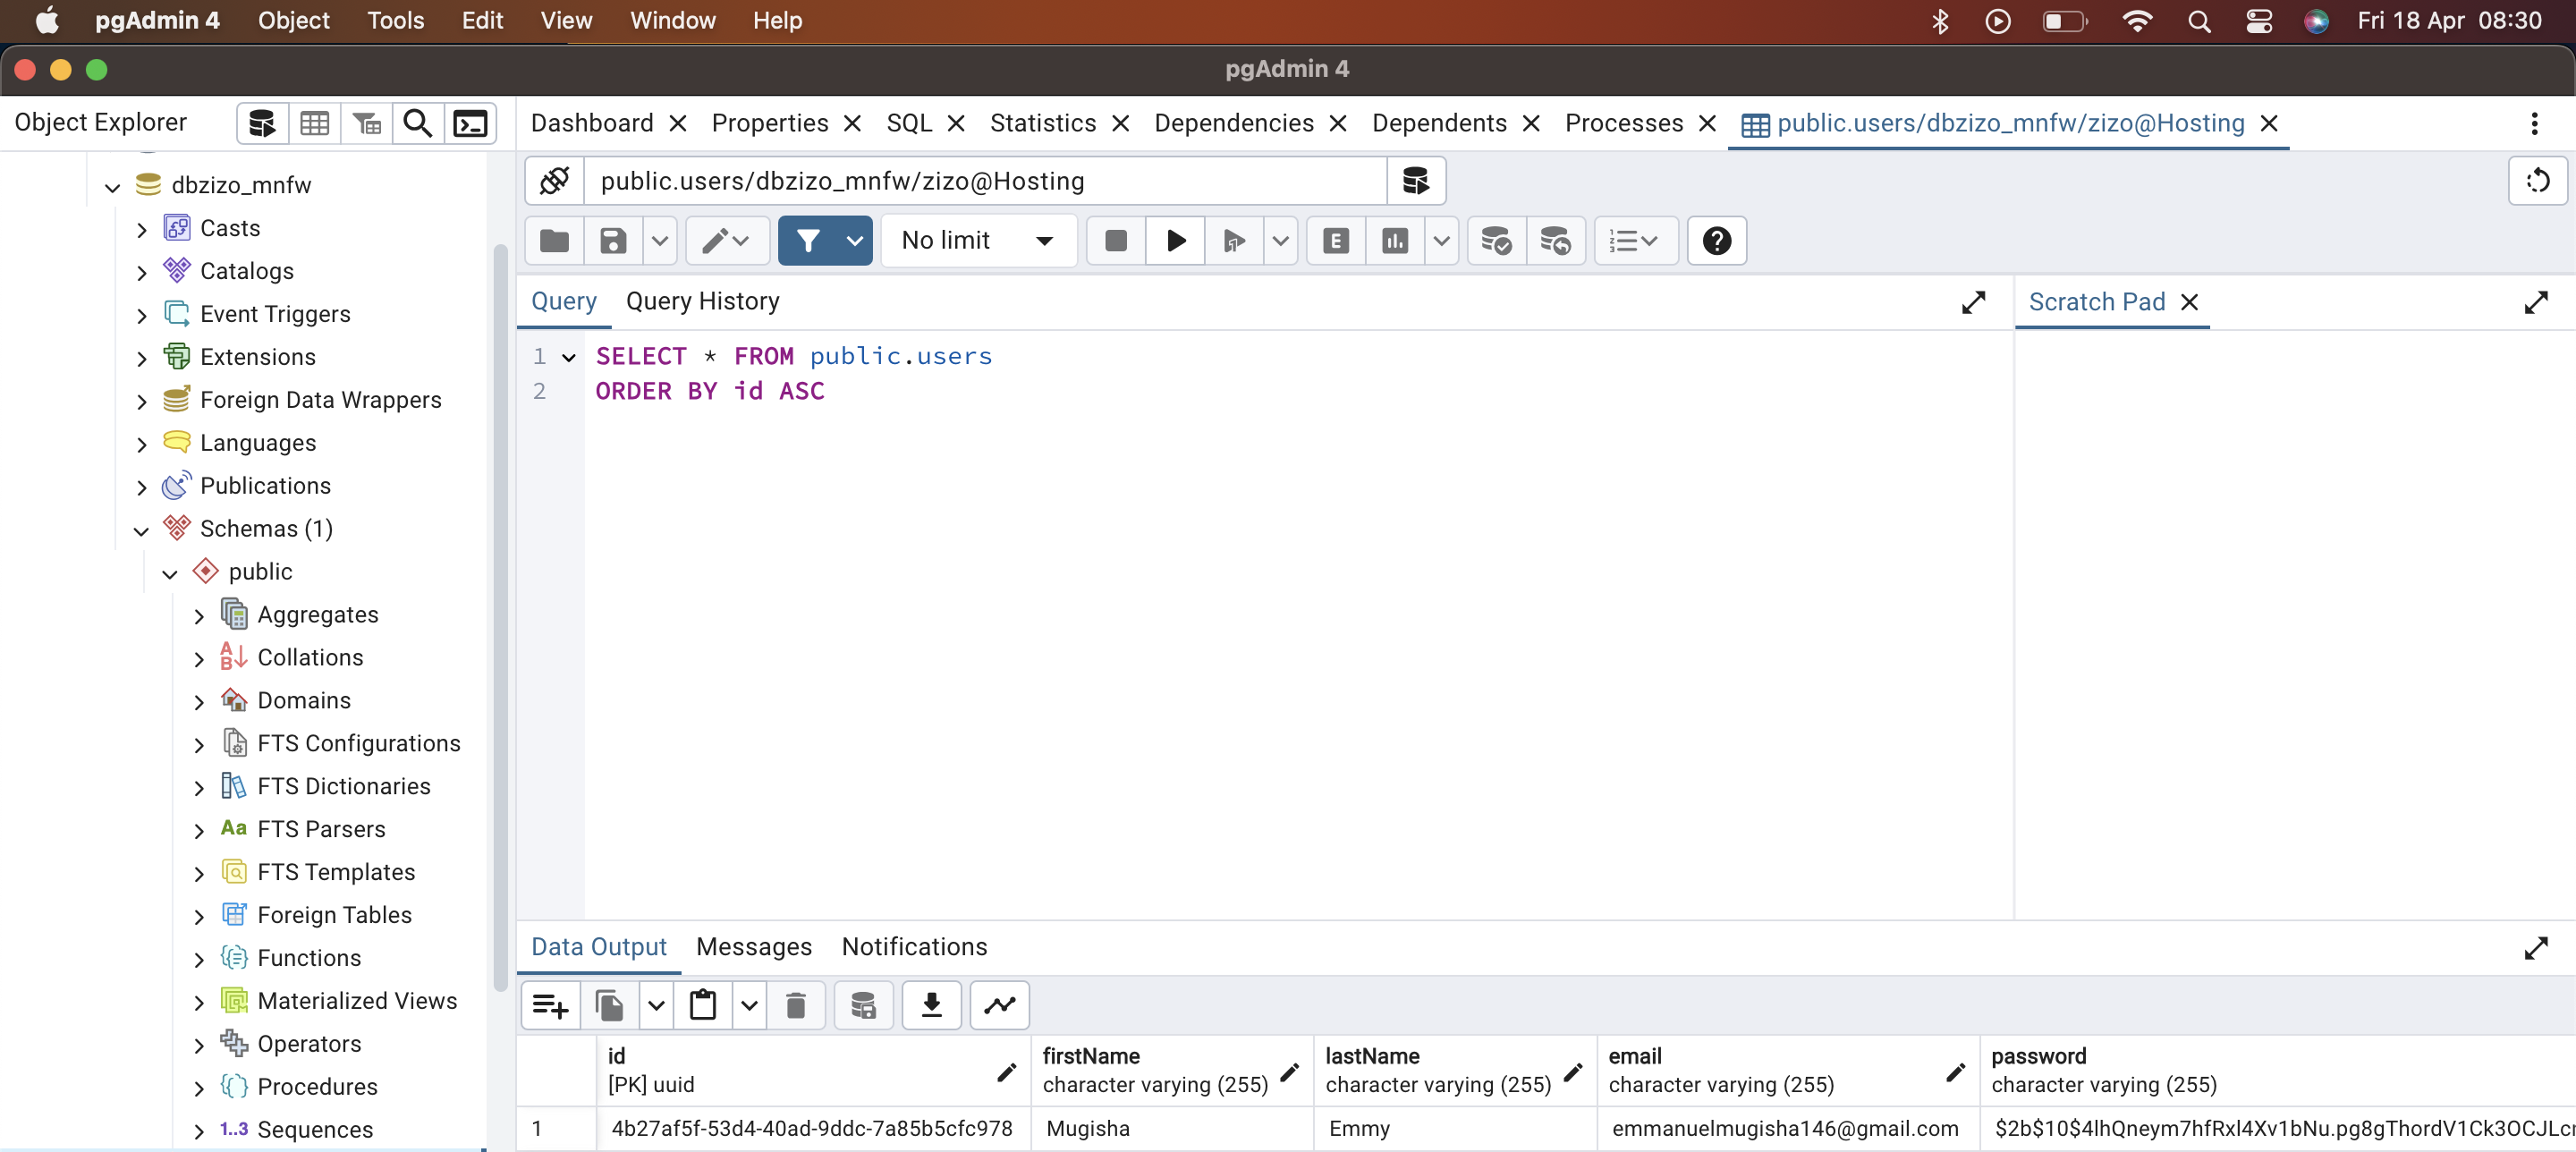 pgAdmin 4 Object Tools Edit View Window Help Fri 18 Apr 08:30
pgAdmin 4
Object Explorer
Dashboard Properties SQL Statistics Dependencies Dependents Processes public.users/dbzizo_mnfw/zizo@Hosting
dbzizo_mnfw
Casts
Catalogs
Event Triggers
Extensions
Foreign Data Wrappers
Languages
Publications
Schemas (1)
public
Aggregates
Collations
Domains
FTS Configurations
FTS Dictionaries
Aa FTS Parsers
FTS Templates
Foreign Tables
Functions
Materialized Views
Operators
Procedures
1..3 Sequences
public.users/dbzizo_mnfw/zizo@Hosting
No limit
Query Query History
Scratch Pad
1 SELECT * FROM public.users
2 ORDER BY id ASC
Data Output Messages Notifications
id firstName lastName email password
[PK] uuid character varying (255) character varying (255) character varying (255) character varying (255)
1 4b27af5f-53d4-40ad-9ddc-7a85b5cfc978 Mugisha Emmy emmanuelmugisha146@gmail.com